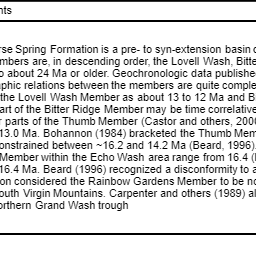 nts
rse Spring Formation is a pre- to syn-extension basin
mbers are, in descending order, the Lovell Wash, Bitte
o about 24 Ma or older. Geochronologic data publishe
phic relations between the members are quite comple
the Lovell Wash Member as about 13 to 12 Ma and B
art of the Bitter Ridge Member may be time correlative
r parts of the Thumb Member (Castor and others, 200
13.0 Ma. Bohannon (1984) bracketed the Thumb Mem
onstrained between ~16.2 and 14.2 Ma (Beard, 1996).
Member within the Echo Wash area range from 16.4 (
16.4 Ma. Beard (1996) recognized a disconformity to a
on considered the Rainbow Gardens Member to be no
outh Virgin Mountains. Carpenter and others (1989) al
orthern Grand Wash trough